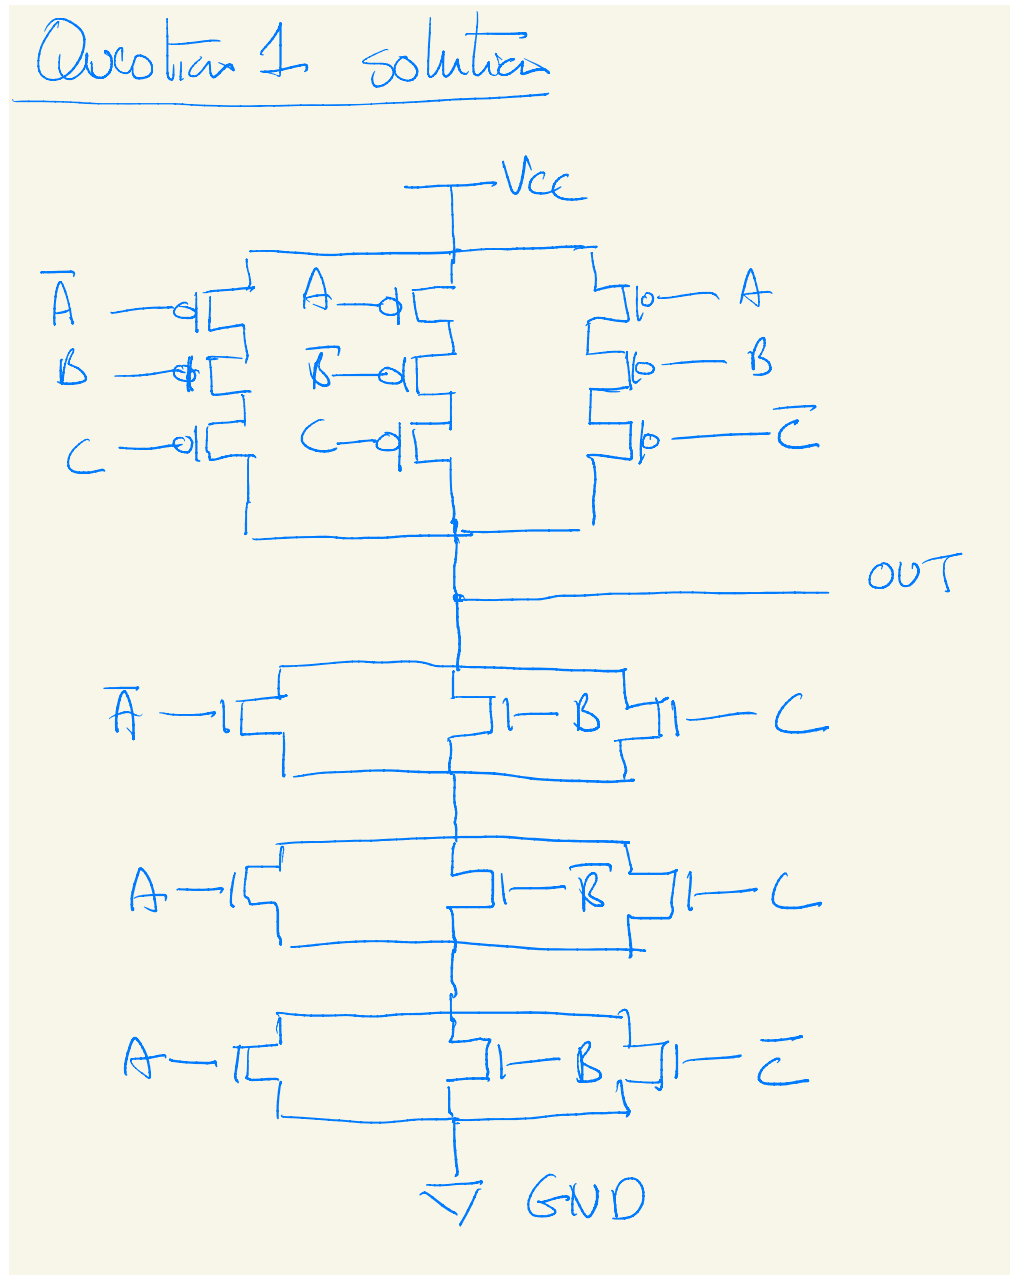 Question 1 solution
VCC
A̅ A A
B B̅ B
C C C̅
OUT
A̅ B C
A B̅ C
A B C̅
GND